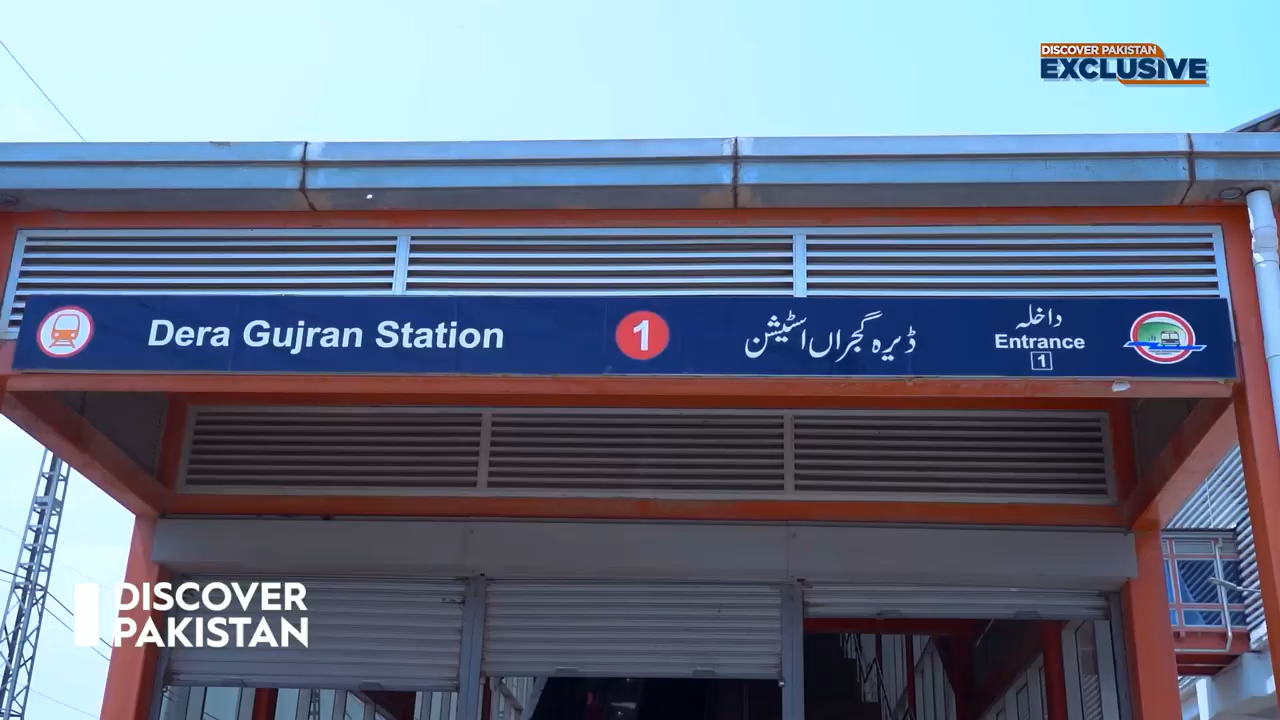 DISCOVER PAKISTAN
EXCLUSIVE
Dera Gujran Station
1
ڈیرہ گجراں اسٹیشن
داخلہ
Entrance
1
DISCOVER
PAKISTAN